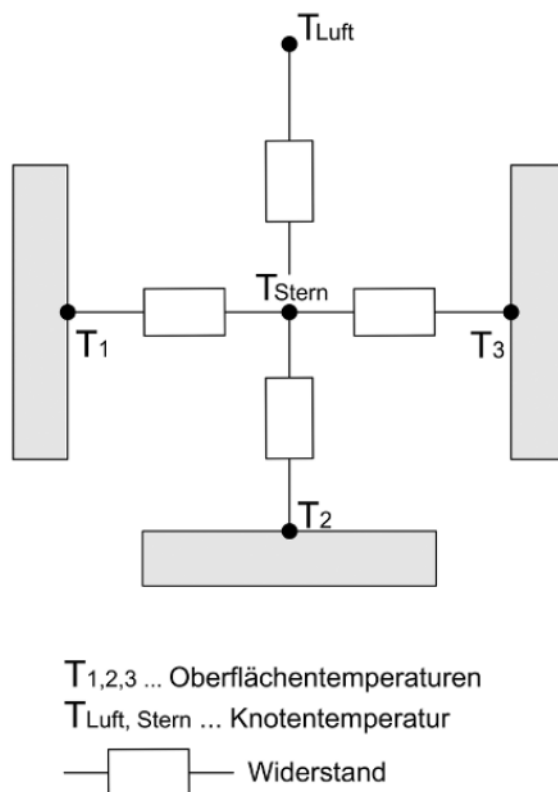 TLuft
TStern
T1
T3
T2
T1,2,3 ... Oberflächentemperaturen
TLuft, Stern ... Knotentemperatur
Widerstand